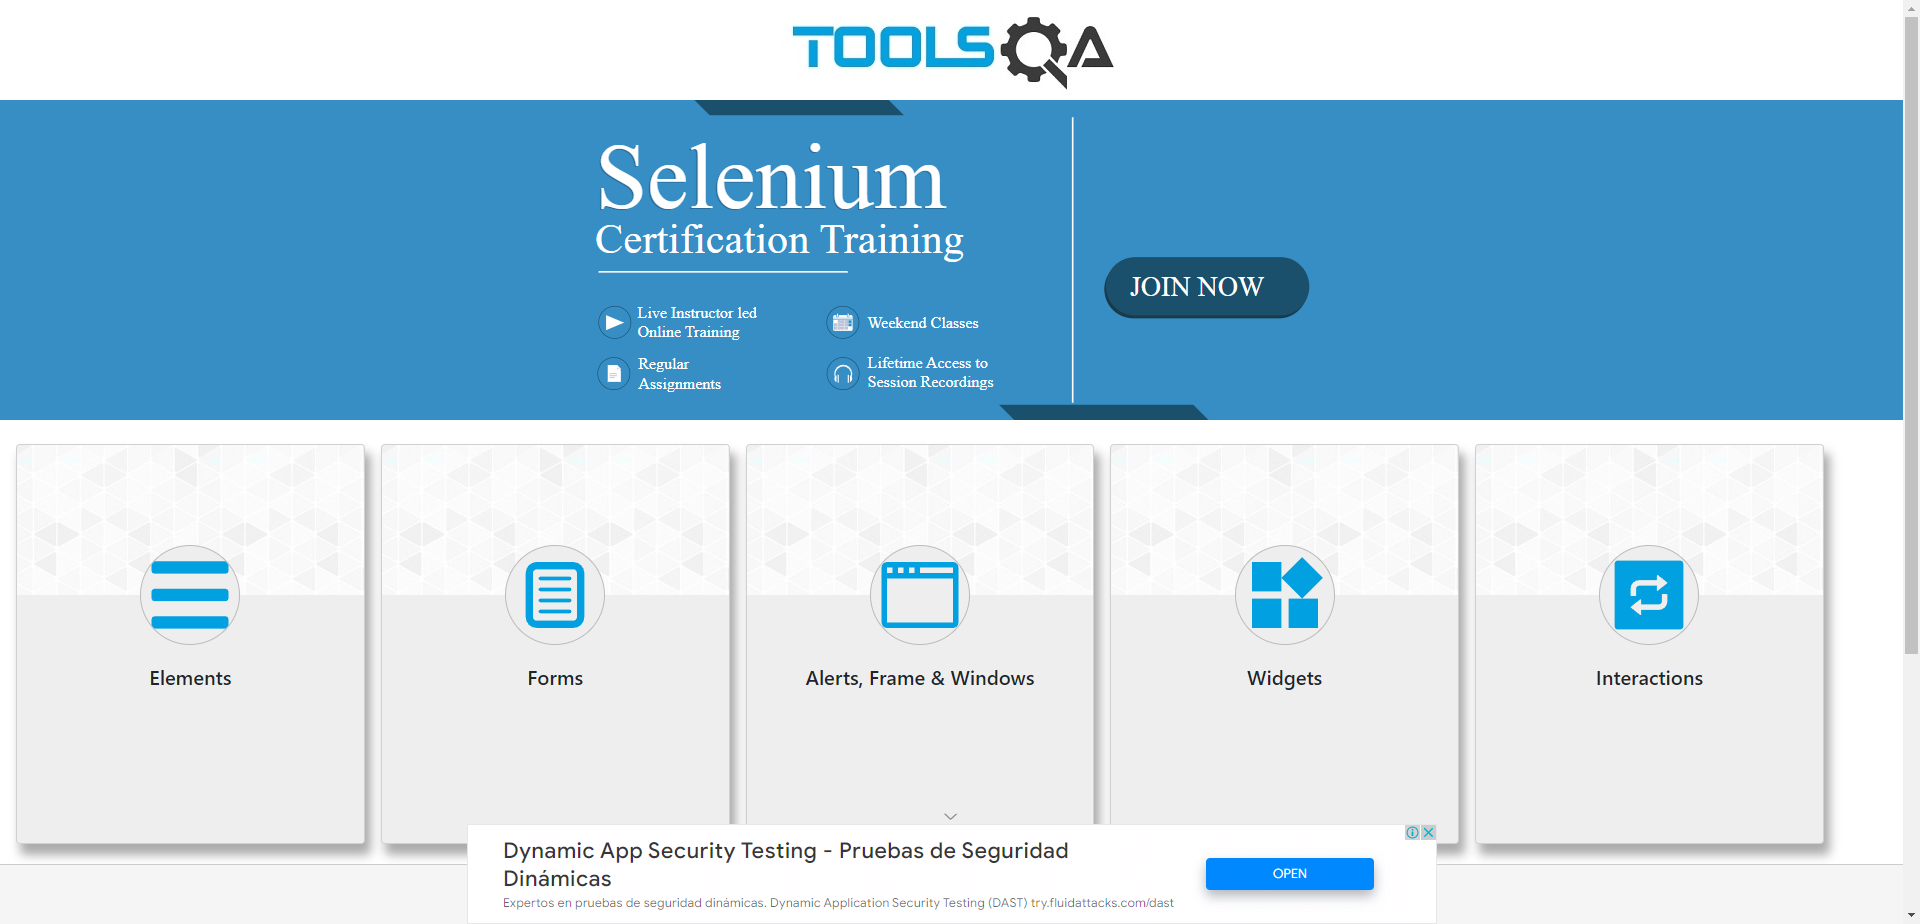 TOOLSQA
Selenium
Certification Training
Live Instructor led
Online Training
Weekend Classes
Regular
Assignments
Lifetime Access to
Session Recordings
JOIN NOW
Elements
Forms
Alerts, Frame & Windows
Widgets
Interactions
Dynamic App Security Testing - Pruebas de Seguridad
Dinámicas
Expertos en pruebas de seguridad dinámicas. Dynamic Application Security Testing (DAST) try.fluidattacks.com/dast
OPEN